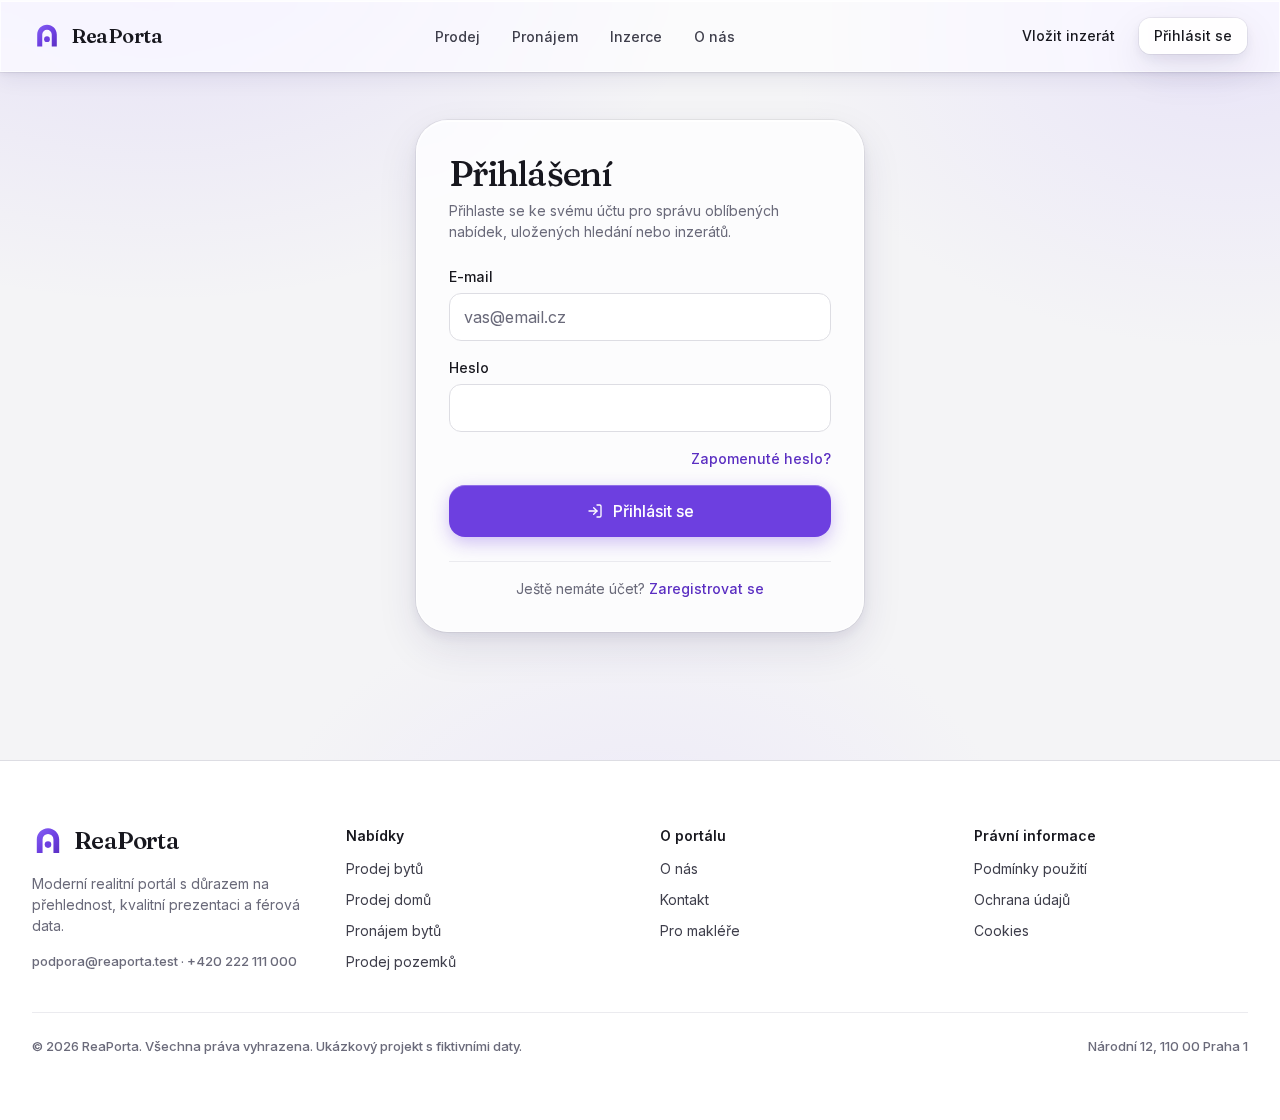 ReaPorta
Prodej
Pronájem
Inzerce
O nás
Vložit inzerát
Přihlásit se
Přihlášení
Přihlaste se ke svému účtu pro správu oblíbených
nabídek, uložených hledání nebo inzerátů.
E-mail
vas@email.cz
Heslo
Zapomenuté heslo?
Přihlásit se
Ještě nemáte účet? Zaregistrovat se
ReaPorta
Moderní realitní portál s důrazem na
přehlednost, kvalitní prezentaci a férová
data.
podpora@reaporta.test · +420 222 111 000
Nabídky
Prodej bytů
Prodej domů
Pronájem bytů
Prodej pozemků
O portálu
O nás
Kontakt
Pro makléře
Právní informace
Podmínky použití
Ochrana údajů
Cookies
© 2026 ReaPorta. Všechna práva vyhrazena. Ukázkový projekt s fiktivními daty.
Národní 12, 110 00 Praha 1